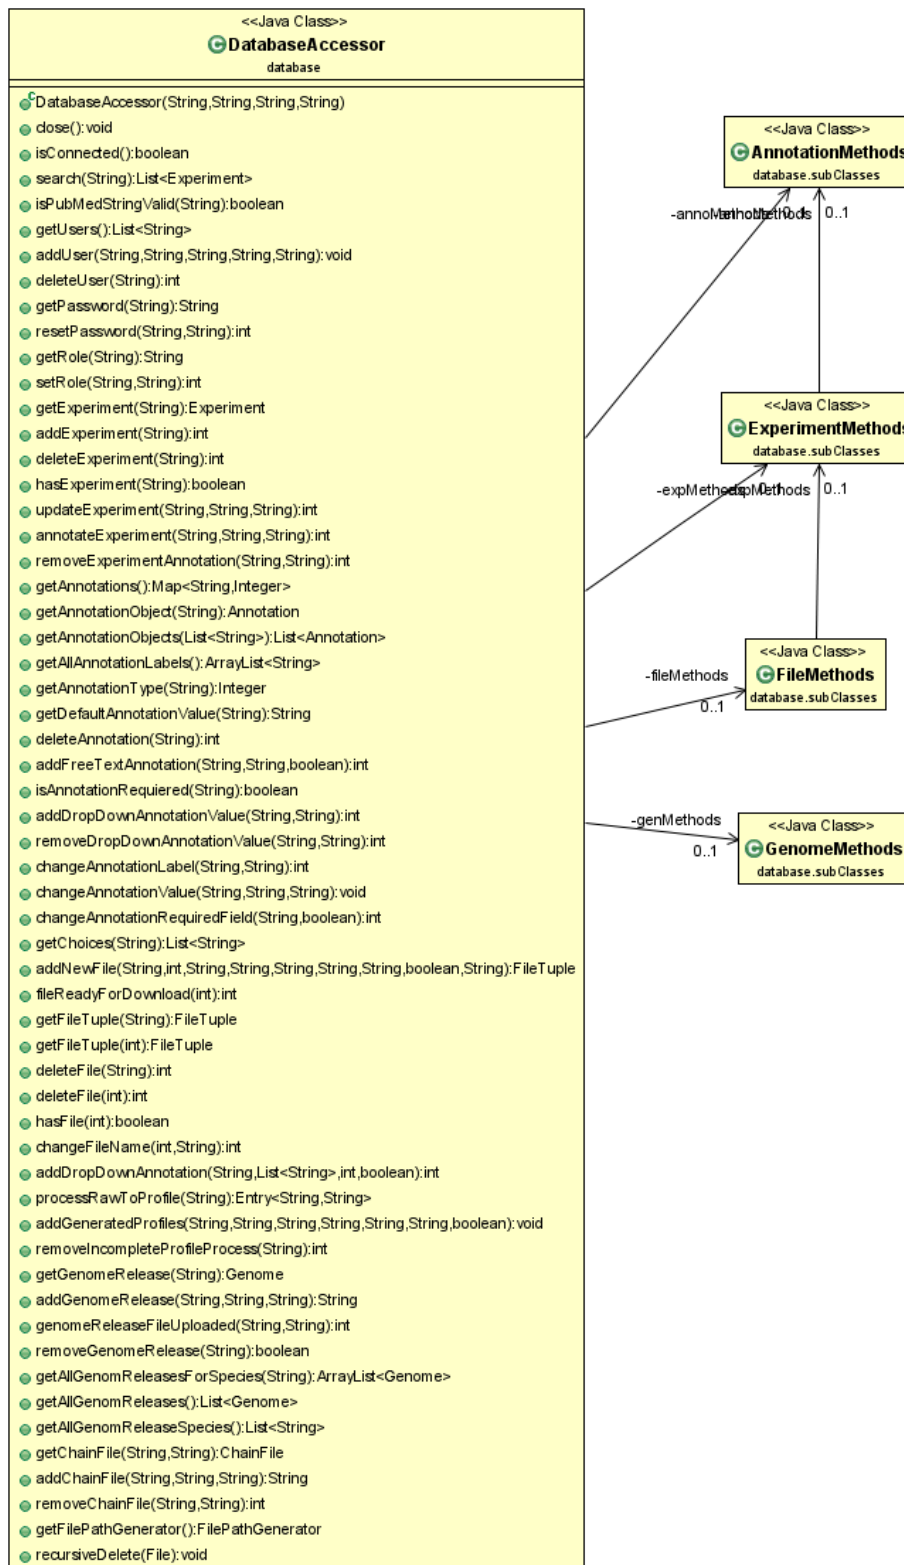 <<Java Class>>
DatabaseAccessor
database
DatabaseAccessor(String,String,String,String)
close():void
isConnected():boolean
search(String):List<Experiment>
isPubMedStringValid(String):boolean
getUsers():List<String>
addUser(String,String,String,String,String):void
deleteUser(String):int
getPassword(String):String
resetPassword(String,String):int
getRole(String):String
setRole(String,String):int
getExperiment(String):Experiment
addExperiment(String):int
deleteExperiment(String):int
hasExperiment(String):boolean
updateExperiment(String,String,String):int
annotateExperiment(String,String,String):int
removeExperimentAnnotation(String,String):int
getAnnotations():Map<String,Integer>
getAnnotationObject(String):Annotation
getAnnotationObjects(List<String>):List<Annotation>
getAllAnnotationLabels():ArrayList<String>
getAnnotationType(String):Integer
getDefaultAnnotationValue(String):String
deleteAnnotation(String):int
addFreeTextAnnotation(String,String,boolean):int
isAnnotationRequiered(String):boolean
addDropDownAnnotationValue(String,String):int
removeDropDownAnnotationValue(String,String):int
changeAnnotationLabel(String,String):int
changeAnnotationValue(String,String,String):void
changeAnnotationRequiredField(String,boolean):int
getChoices(String):List<String>
addNewFile(String,int,String,String,String,String,String,boolean,String):FileTuple
fileReadyForDownload(int):int
getFileTuple(String):FileTuple
getFileTuple(int):FileTuple
deleteFile(String):int
deleteFile(int):int
hasFile(int):boolean
changeFileName(int,String):int
addDropDownAnnotation(String,List<String>,int,boolean):int
processRawToProfile(String):Entry<String,String>
addGeneratedProfiles(String,String,String,String,String,String,boolean):void
removeIncompleteProfileProcess(String):int
getGenomeRelease(String):Genome
addGenomeRelease(String,String,String):String
genomeReleaseFileUploaded(String,String):int
removeGenomeRelease(String):boolean
getAllGenomReleasesForSpecies(String):ArrayList<Genome>
getAllGenomReleases():List<Genome>
getAllGenomReleaseSpecies():List<String>
getChainFile(String,String):ChainFile
addChainFile(String,String,String):String
removeChainFile(String,String):int
getFilePathGenerator():FilePathGenerator
recursiveDelete(File):void
<<Java Class>>
AnnotationMethods
database.subClasses
-annoMethods 0..1
-annoMethods 0..1
<<Java Class>>
ExperimentMethods
database.subClasses
-expMethods 0..1
-expMethods 0..1
<<Java Class>>
FileMethods
database.subClasses
-fileMethods
0..1
<<Java Class>>
GenomeMethods
database.subClasses
-genMethods
0..1